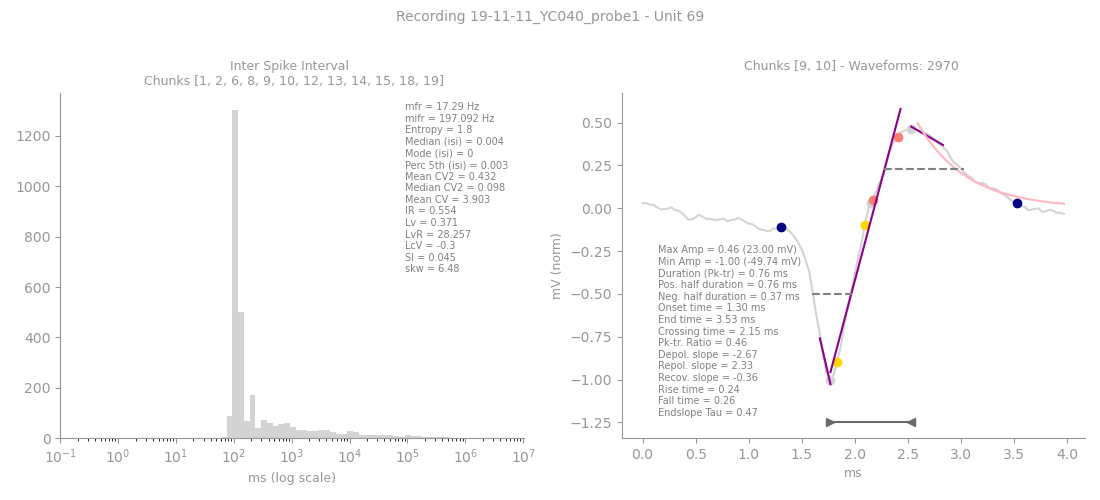 Recording 19-11-11_YC040_probe1 - Unit 69
Inter Spike Interval
Chunks [1, 2, 6, 8, 9, 10, 12, 13, 14, 15, 18, 19]
mfr = 17.29 Hz
mifr = 197.092 Hz
Entropy = 1.8
Median (isi) = 0.004
Mode (isi) = 0
Perc 5th (isi) = 0.003
Mean CV2 = 0.432
Median CV2 = 0.098
Mean CV = 3.903
IR = 0.554
Lv = 0.371
LvR = 28.257
LcV = -0.3
SI = 0.045
skw = 6.48
1200
1000
800
600
400
200
0
10⁻¹ 10⁰ 10¹ 10² 10³ 10⁴ 10⁵ 10⁶ 10⁷
ms (log scale)
Chunks [9, 10] - Waveforms: 2970
mV (norm)
0.50
0.25
0.00
−0.25
−0.50
−0.75
−1.00
−1.25
Max Amp = 0.46 (23.00 mV)
Min Amp = -1.00 (-49.74 mV)
Duration (Pk-tr) = 0.76 ms
Pos. half duration = 0.76 ms
Neg. half duration = 0.37 ms
Onset time = 1.30 ms
End time = 3.53 ms
Crossing time = 2.15 ms
Pk-tr. Ratio = 0.46
Depol. slope = -2.67
Repol. slope = 2.33
Recov. slope = -0.36
Rise time = 0.24
Fall time = 0.26
Endslope Tau = 0.47
0.0 0.5 1.0 1.5 2.0 2.5 3.0 3.5 4.0
ms